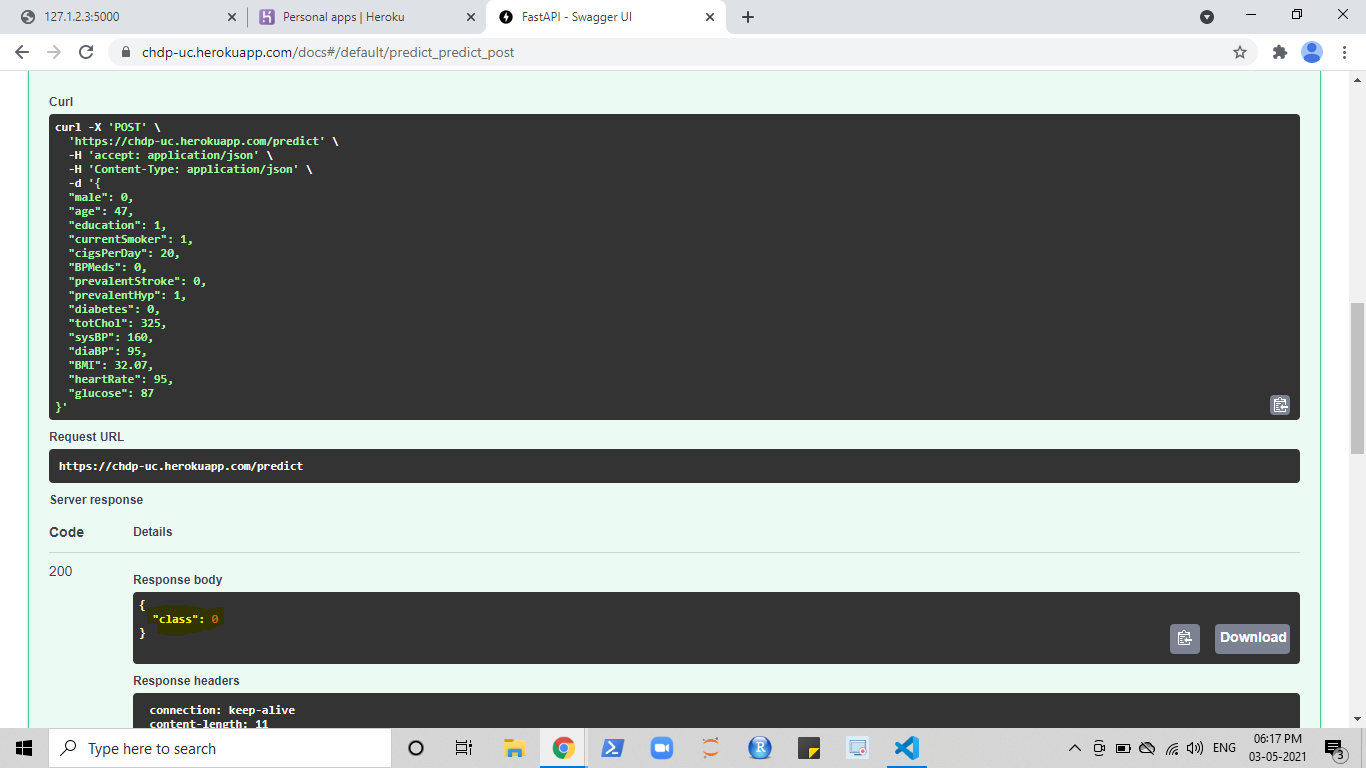 127.1.2.3:5000
Personal apps | Heroku
FastAPI - Swagger UI
chdp-uc.herokuapp.com/docs#/default/predict_predict_post
Curl
curl -X 'POST' \
'https://chdp-uc.herokuapp.com/predict' \
-H 'accept: application/json' \
-H 'Content-Type: application/json' \
-d '{
"male": 0,
"age": 47,
"education": 1,
"currentSmoker": 1,
"cigsPerDay": 20,
"BPMeds": 0,
"prevalentStroke": 0,
"prevalentHyp": 1,
"diabetes": 0,
"totChol": 325,
"sysBP": 160,
"diaBP": 95,
"BMI": 32.07,
"heartRate": 95,
"glucose": 87
}'
Request URL
https://chdp-uc.herokuapp.com/predict
Server response
Code Details
200
Response body
{
"class": 0
}
Download
Response headers
connection: keep-alive
content-length: 11
Type here to search
ENG
06:17 PM
03-05-2021
3